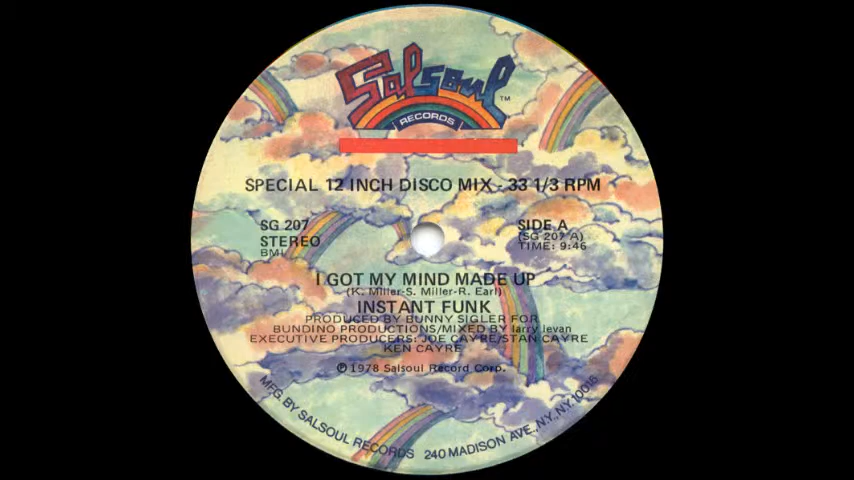 Salsoul
TM
RECORDS
SPECIAL 12 INCH DISCO MIX - 33 1/3 RPM
SG 207
STEREO
BMI
SIDE A
(SG 207 A)
TIME: 9:46
I GOT MY MIND MADE UP
(K. Miller-S. Miller-R. Earl)
INSTANT FUNK
PRODUCED BY BUNNY SIGLER FOR
BUNDINO PRODUCTIONS/MIXED BY larry levan
EXECUTIVE PRODUCERS: JOE CAYRE/STAN CAYRE
KEN CAYRE
℗ 1978 Salsoul Record Corp.
MFG. BY SALSOUL RECORDS 240 MADISON AVE., N.Y., N.Y. 10016